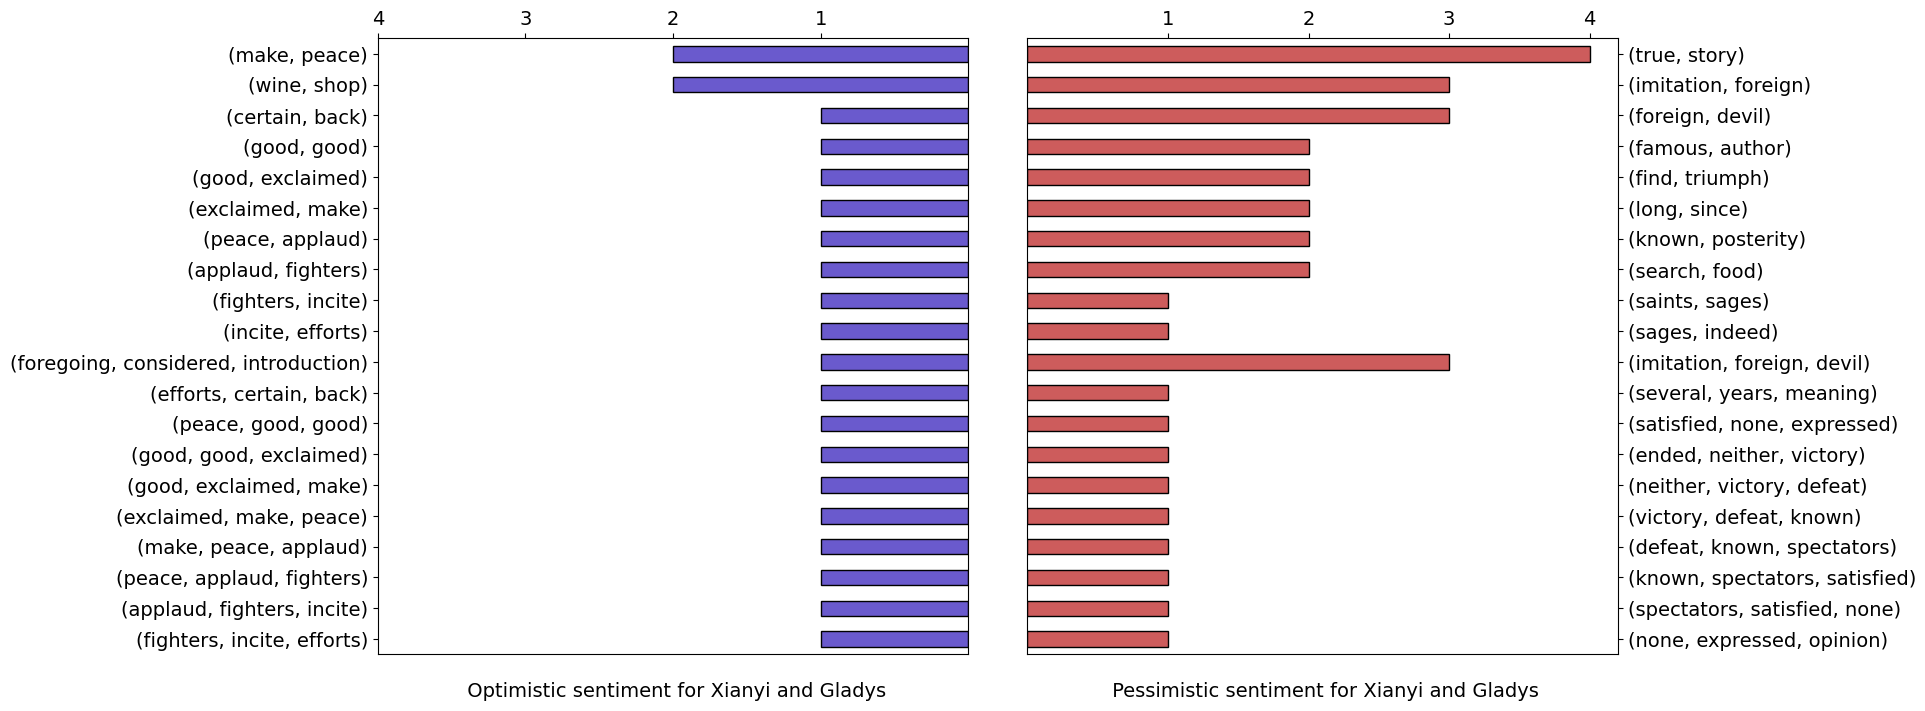 4 3 2 1 1 2 3 4
(make, peace) (true, story)
(wine, shop) (imitation, foreign)
(certain, back) (foreign, devil)
(good, good) (famous, author)
(good, exclaimed) (find, triumph)
(exclaimed, make) (long, since)
(peace, applaud) (known, posterity)
(applaud, fighters) (search, food)
(fighters, incite) (saints, sages)
(incite, efforts) (sages, indeed)
(foregoing, considered, introduction) (imitation, foreign, devil)
(efforts, certain, back) (several, years, meaning)
(peace, good, good) (satisfied, none, expressed)
(good, good, exclaimed) (ended, neither, victory)
(good, exclaimed, make) (neither, victory, defeat)
(exclaimed, make, peace) (victory, defeat, known)
(make, peace, applaud) (defeat, known, spectators)
(peace, applaud, fighters) (known, spectators, satisfied)
(applaud, fighters, incite) (spectators, satisfied, none)
(fighters, incite, efforts) (none, expressed, opinion)
Optimistic sentiment for Xianyi and Gladys Pessimistic sentiment for Xianyi and Gladys